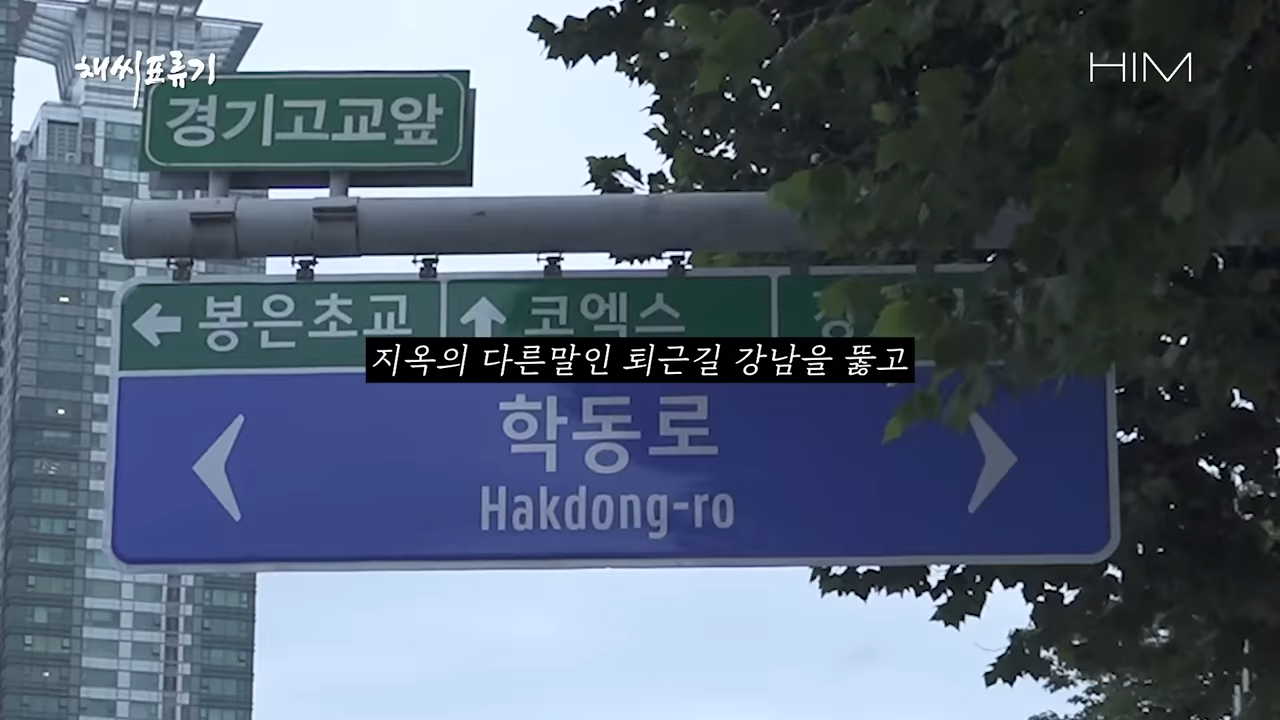 채씨표류기
HIM
경기고교앞
봉은초교
코엑스
지옥의 다른말인 퇴근길 강남을 뚫고
학동로
Hakdong-ro